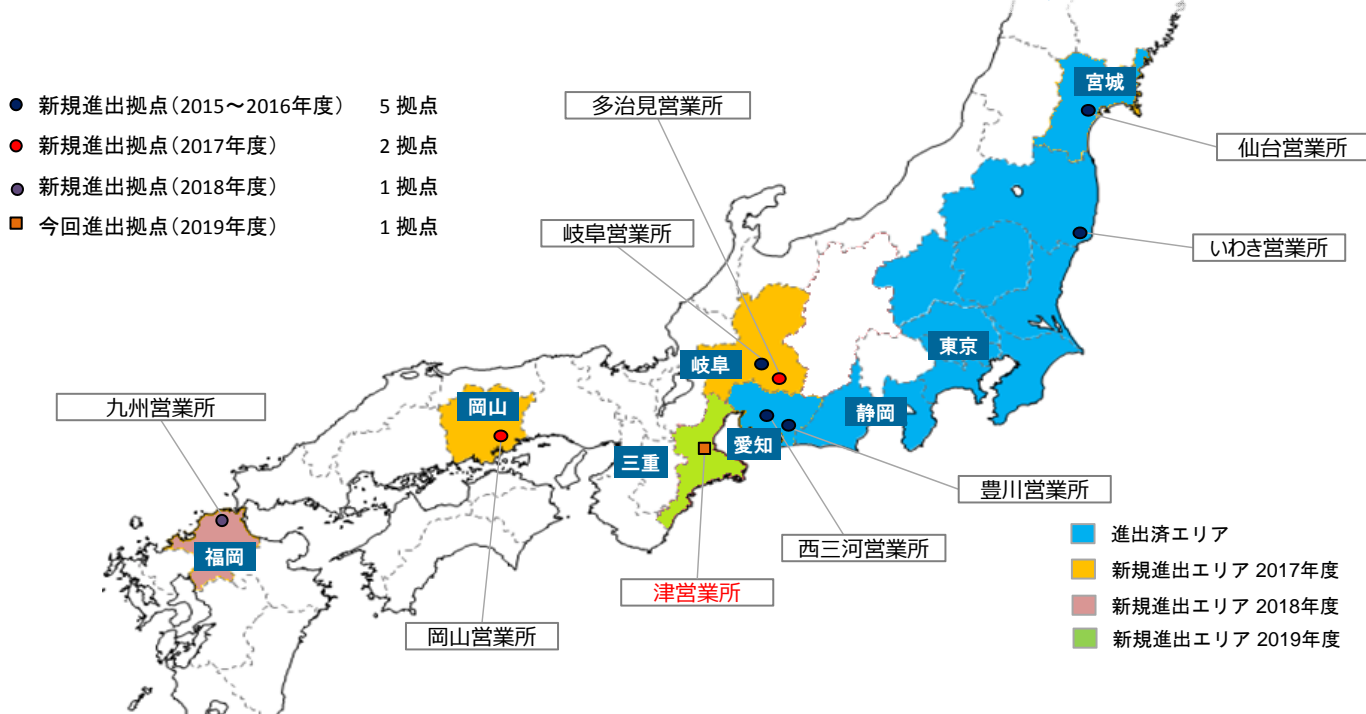 新規進出拠点(2015~2016年度) 5 拠点
新規進出拠点(2017年度) 2 拠点
新規進出拠点(2018年度) 1 拠点
今回進出拠点(2019年度) 1 拠点
多治見営業所
宮城
仙台営業所
岐阜営業所
いわき営業所
東京
岐阜
九州営業所
岡山
静岡
愛知
三重
豊川営業所
西三河営業所
福岡
津営業所
岡山営業所
進出済エリア
新規進出エリア 2017年度
新規進出エリア 2018年度
新規進出エリア 2019年度